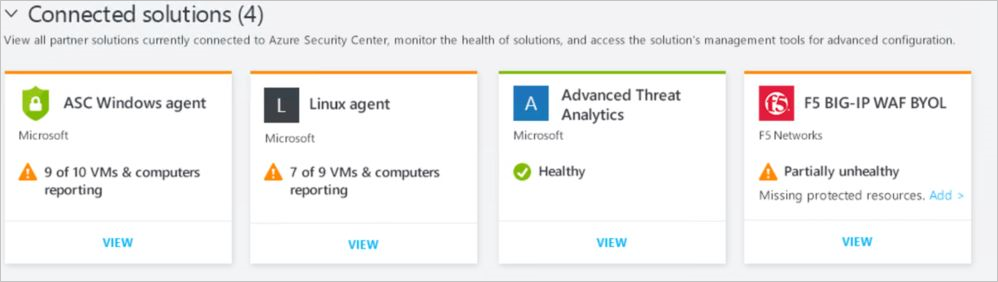 Connected solutions (4)
View all partner solutions currently connected to Azure Security Center, monitor the health of solutions, and access the solution's management tools for advanced configuration.
ASC Windows agent
Microsoft
9 of 10 VMs & computers
reporting
VIEW
L
Linux agent
Microsoft
7 of 9 VMs & computers
reporting
VIEW
A
Advanced Threat
Analytics
Microsoft
Healthy
VIEW
f5
F5 BIG-IP WAF BYOL
F5 Networks
Partially unhealthy
Missing protected resources. Add >
VIEW